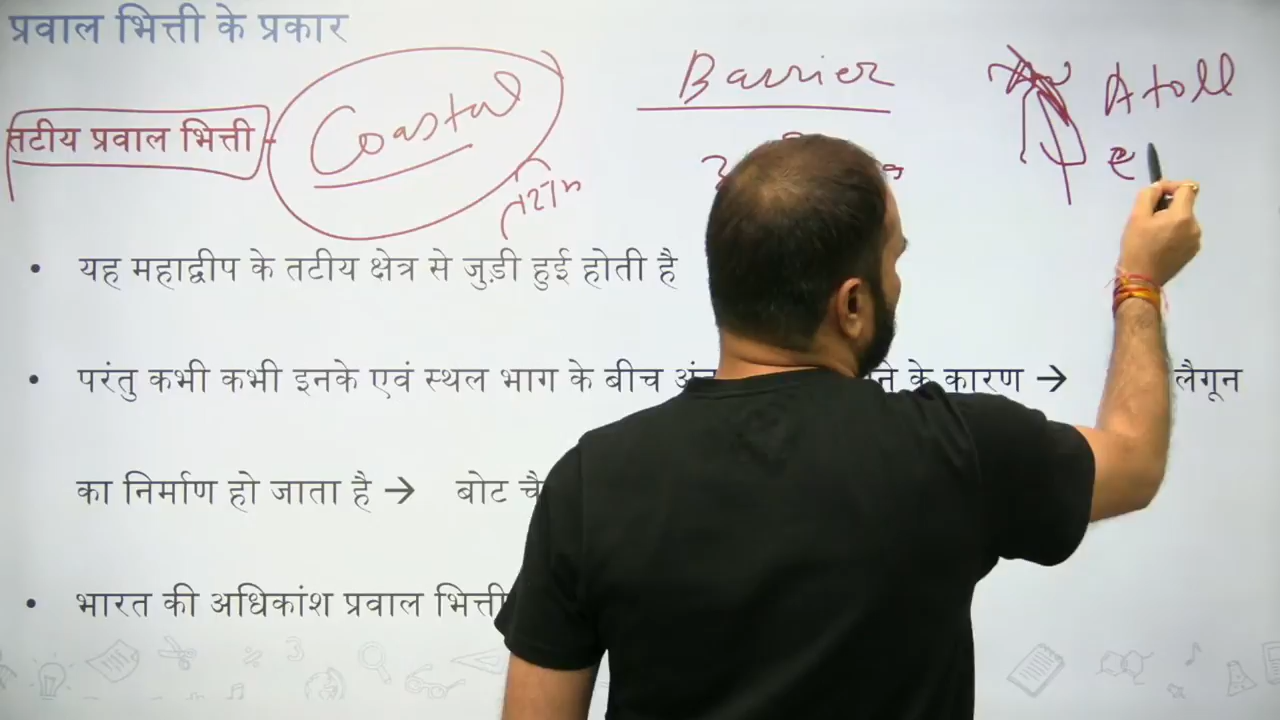 प्रवाल भित्ती के प्रकार
Coastal
Barrier
Atoll
तटीय प्रवाल भित्ती -
• यह महाद्वीप के तटीय क्षेत्र से जुड़ी हुई होती है
• परंतु कभी कभी इनके एवं स्थल भाग के बीच के कारण → लैगून
का निर्माण हो जाता है → बोट
• भारत की अधिकांश प्रवाल भित्ती